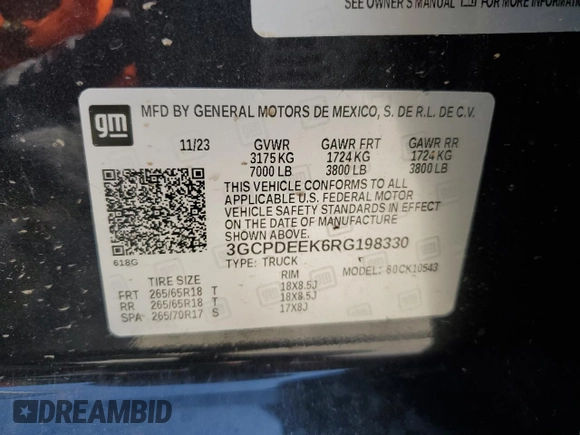 SEE OWNER'S MANUAL FOR MORE INFORMATION
gm
MFD BY GENERAL MOTORS DE MEXICO, S. DE R.L. DE C.V.
11/23 GVWR GAWR FRT GAWR RR
3175 KG 1724 KG 1724 KG
7000 LB 3800 LB 3800 LB
THIS VEHICLE CONFORMS TO ALL
APPLICABLE U.S. FEDERAL MOTOR
VEHICLE SAFETY STANDARDS IN EFFECT
ON THE DATE OF MANUFACTURE
SHOWN ABOVE.
3GCPDEEK6RG198330
618G
TYPE: TRUCK MODEL: 60CK10543
TIRE SIZE RIM
FRT 265/65R18 T 18X8.5J
RR 265/65R18 T 18X8.5J
SPA 265/70R17 S 17X8J
DREAMBID